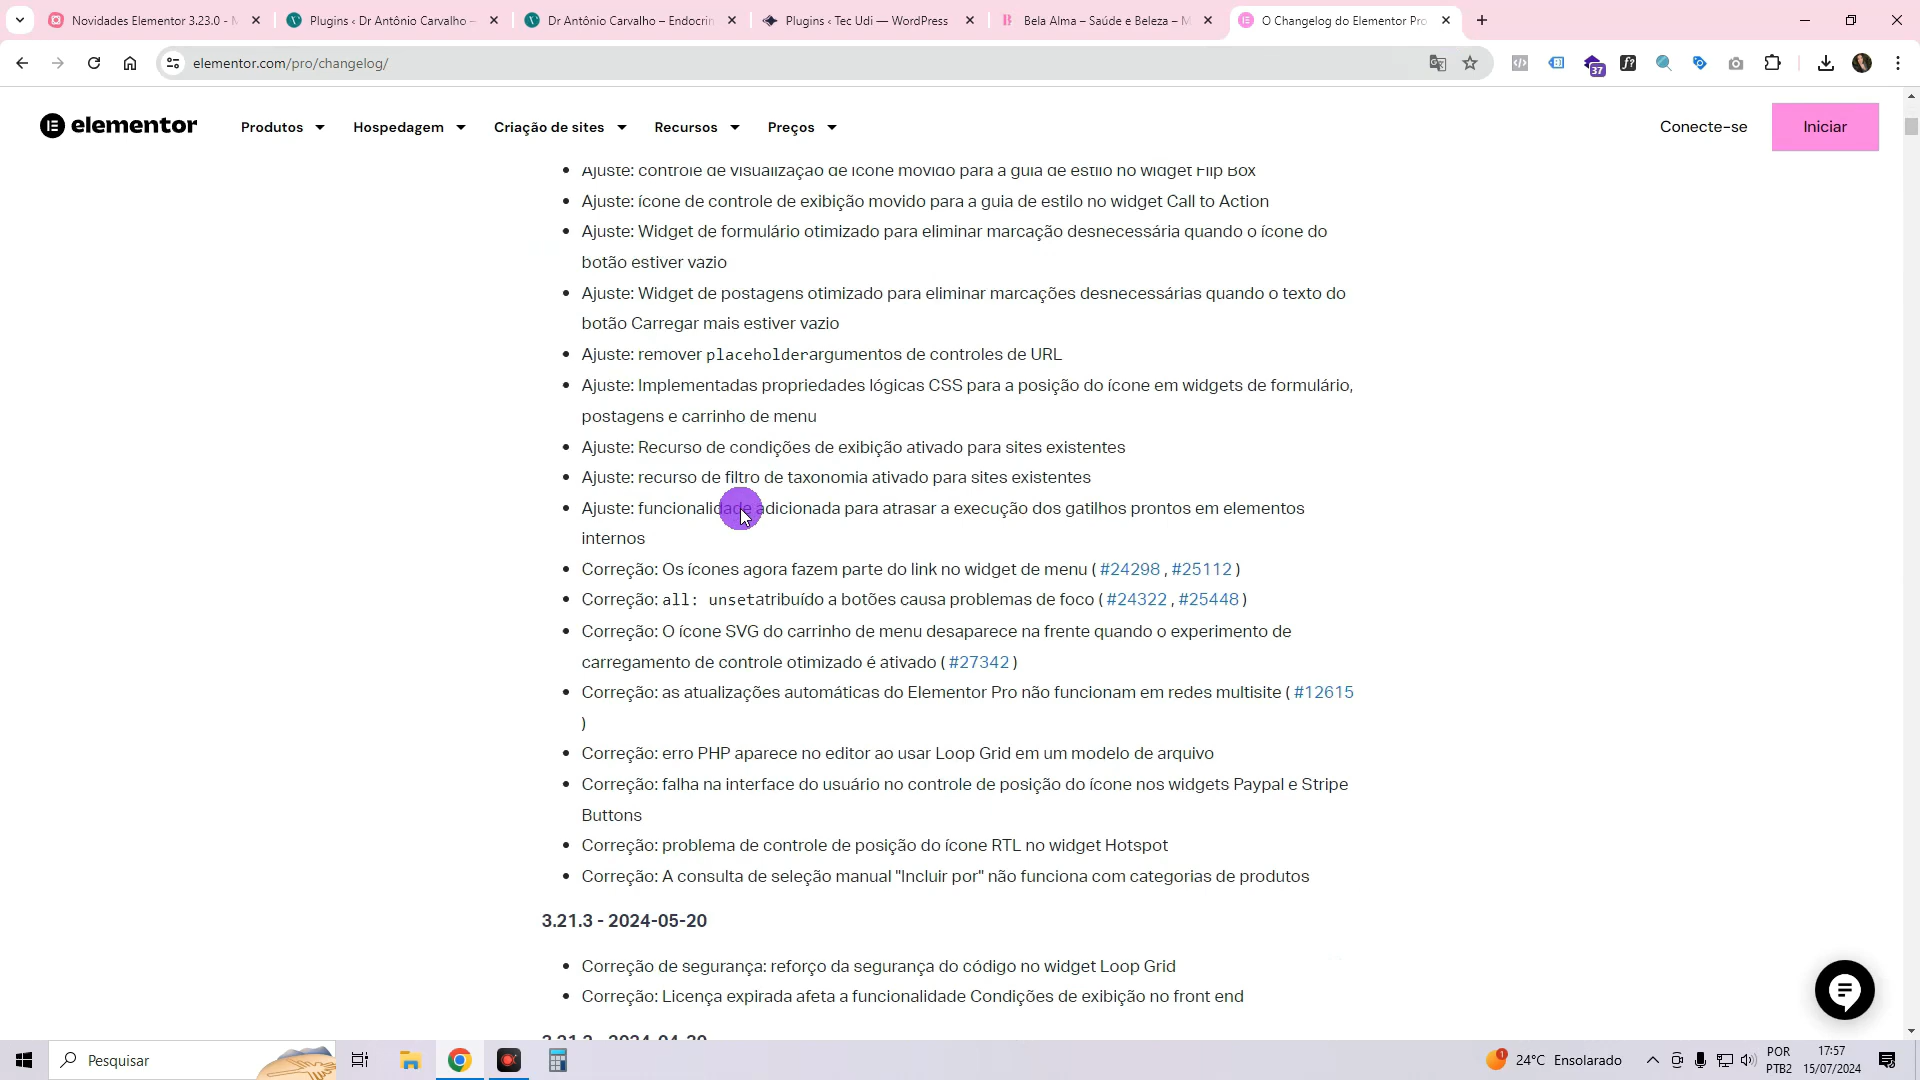 Novidades Elementor 3.23.0 -
Plugins ‹ Dr Antônio Carvalho –
Dr Antônio Carvalho – Endocrin
Plugins ‹ Tec Udi — WordPress
Bela Alma – Saúde e Beleza –
O Changelog do Elementor Pro
elementor.com/pro/changelog/
37
elementor
Produtos
Hospedagem
Criação de sites
Recursos
Preços
Conecte-se
Iniciar
Ajuste: controle de visualização de ícone movido para a guia de estilo no widget Flip Box
Ajuste: ícone de controle de exibição movido para a guia de estilo no widget Call to Action
Ajuste: Widget de formulário otimizado para eliminar marcação desnecessária quando o ícone do
botão estiver vazio
Ajuste: Widget de postagens otimizado para eliminar marcações desnecessárias quando o texto do
botão Carregar mais estiver vazio
Ajuste: remover placeholderargumentos de controles de URL
Ajuste: Implementadas propriedades lógicas CSS para a posição do ícone em widgets de formulário,
postagens e carrinho de menu
Ajuste: Recurso de condições de exibição ativado para sites existentes
Ajuste: recurso de filtro de taxonomia ativado para sites existentes
Ajuste: funcionalidade adicionada para atrasar a execução dos gatilhos prontos em elementos
internos
Correção: Os ícones agora fazem parte do link no widget de menu ( #24298 , #25112 )
Correção: all: unsetatribuído a botões causa problemas de foco ( #24322 , #25448 )
Correção: O ícone SVG do carrinho de menu desaparece na frente quando o experimento de
carregamento de controle otimizado é ativado ( #27342 )
Correção: as atualizações automáticas do Elementor Pro não funcionam em redes multisite ( #12615
)
Correção: erro PHP aparece no editor ao usar Loop Grid em um modelo de arquivo
Correção: falha na interface do usuário no controle de posição do ícone nos widgets Paypal e Stripe
Buttons
Correção: problema de controle de posição do ícone RTL no widget Hotspot
Correção: A consulta de seleção manual "Incluir por" não funciona com categorias de produtos
3.21.3 - 2024-05-20
Correção de segurança: reforço da segurança do código no widget Loop Grid
Correção: Licença expirada afeta a funcionalidade Condições de exibição no front end
Pesquisar
1
24°C Ensolarado
POR
PTB2
17:57
15/07/2024